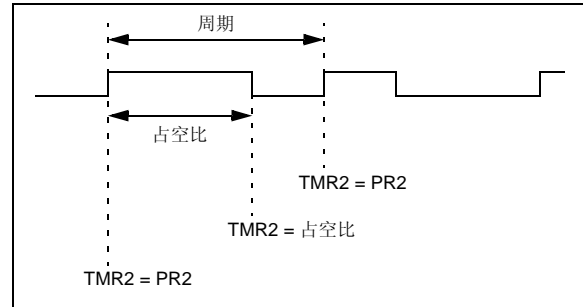 周期
占空比
TMR2 = PR2
TMR2 = 占空比
TMR2 = PR2